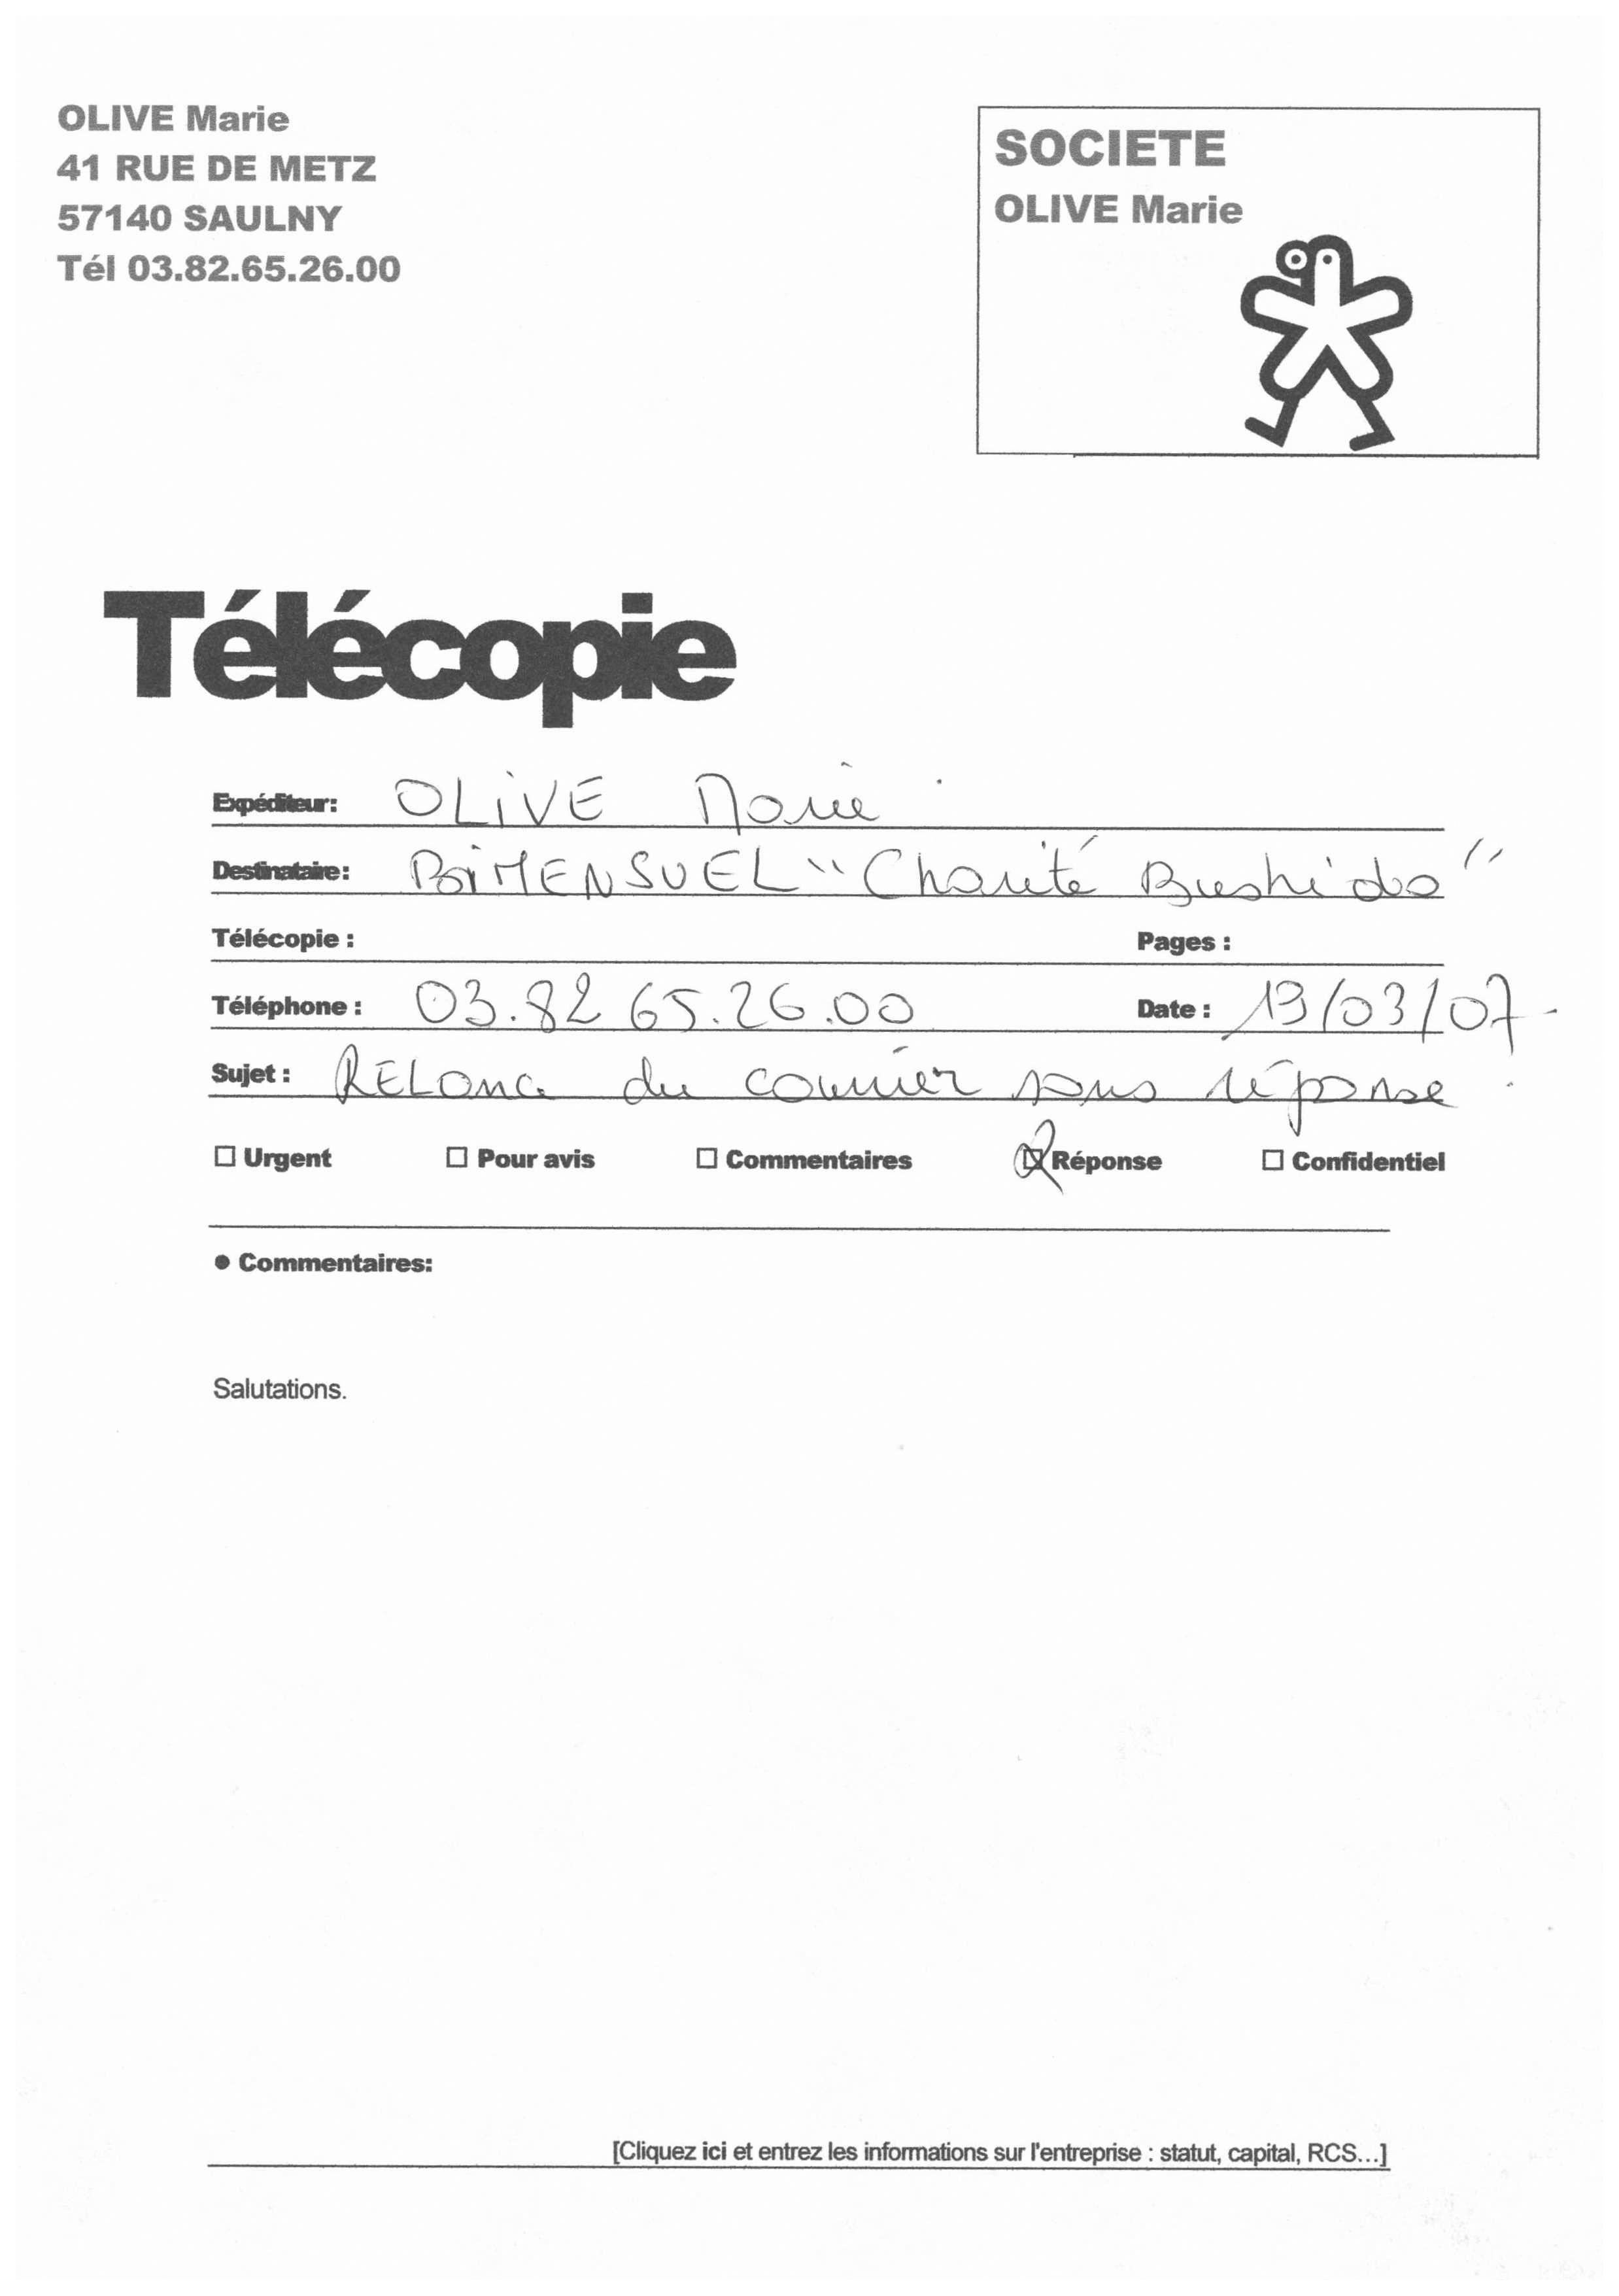 OLIVE Marie
41 RUE DE METZ
57140 SAULNY
Tél 03.82.65.26.00
SOCIETE
OLIVE Marie
Télécopie
Expéditeur: OLIVE Marie
Destinataire: BiMENSUEL "Charité Bushido"
Télécopie : Pages :
Téléphone : 03.82 65.26.00 Date : 19/03/07
Sujet : RELance du courrier sans réponse.
☐ Urgent ☐ Pour avis ☐ Commentaires ☒ Réponse ☐ Confidentiel
● Commentaires:
Salutations.
[Cliquez ici et entrez les informations sur l'entreprise : statut, capital, RCS...]